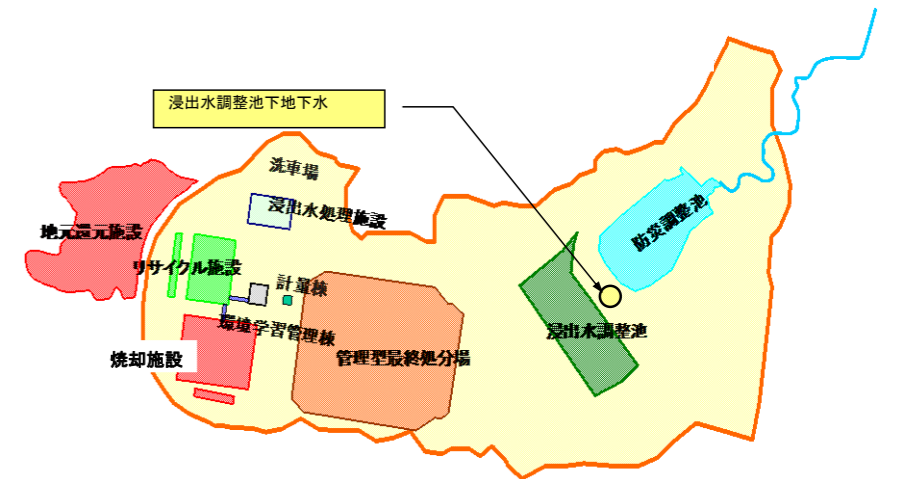 浸出水調整池下地下水
洗車場
浸出水処理施設
地元還元施設
防災調整池
リサイクル施設
計量棟
環境学習管理棟
浸出水調整池
焼却施設
管理型最終処分場